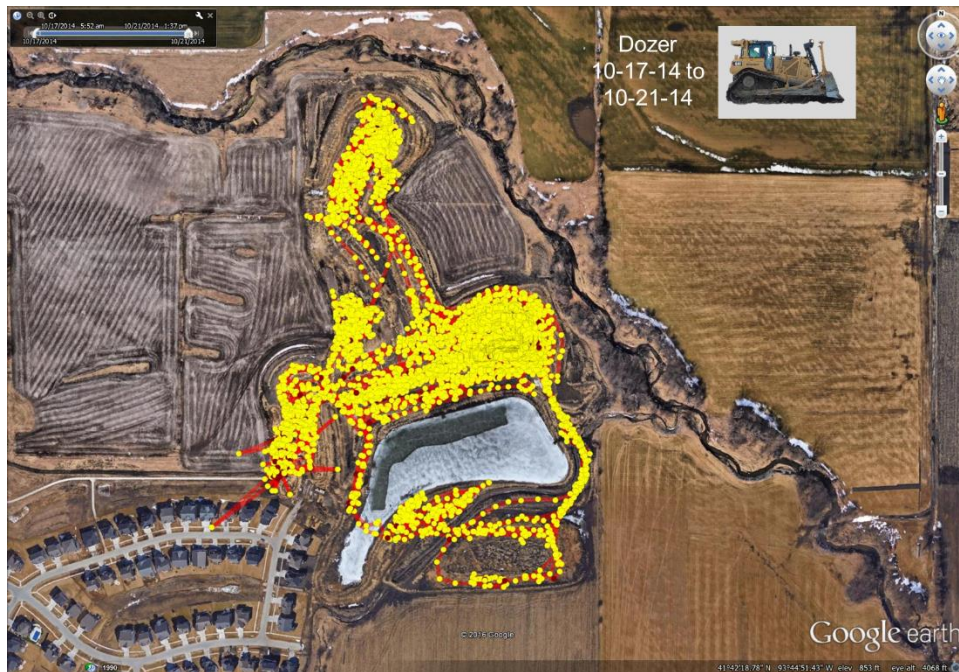 10/17/2014 - 5:52 am 10/21/2014 - 1:37 pm
10/17/2014 10/21/2014
Dozer
10-17-14 to
10-21-14
N
© 2016 Google
Google earth
1990
41°42'18.78" N 93°44'51.43" W elev 853 ft eye alt 4068 ft